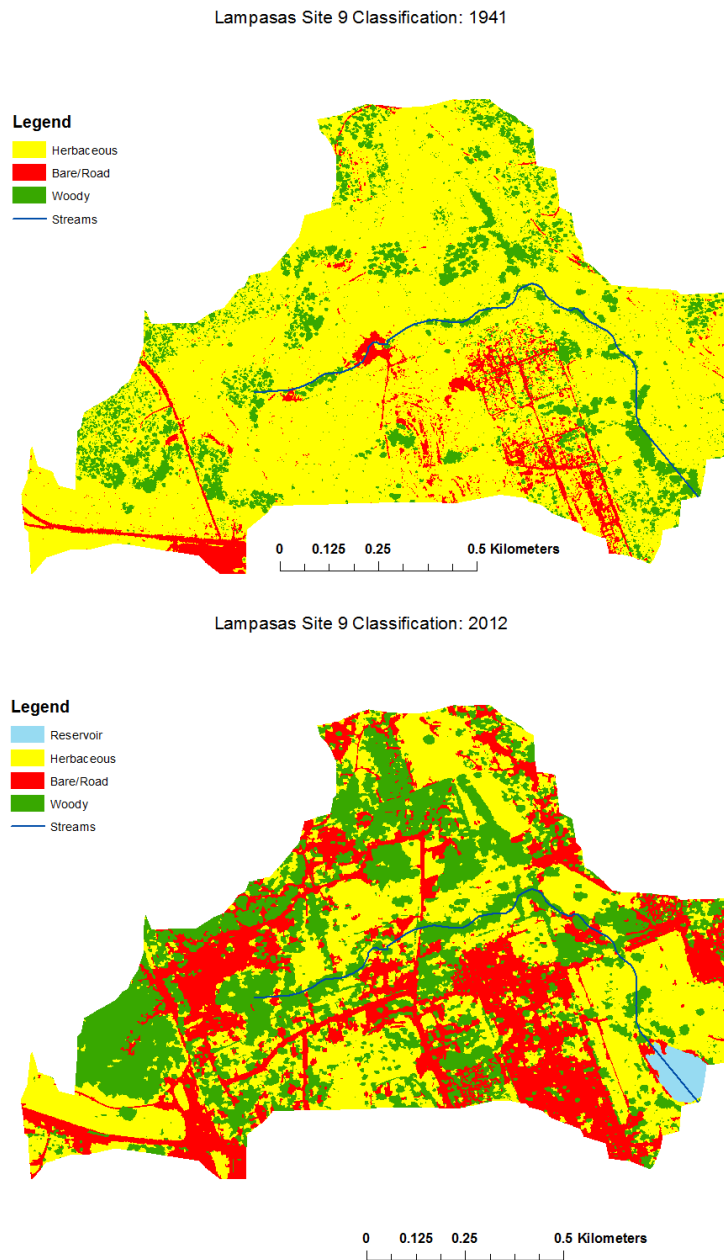 Lampasas Site 9 Classification: 1941
Legend
Herbaceous
Bare/Road
Woody
Streams
0 0.125 0.25 0.5 Kilometers
Lampasas Site 9 Classification: 2012
Legend
Reservoir
Herbaceous
Bare/Road
Woody
Streams
0 0.125 0.25 0.5 Kilometers